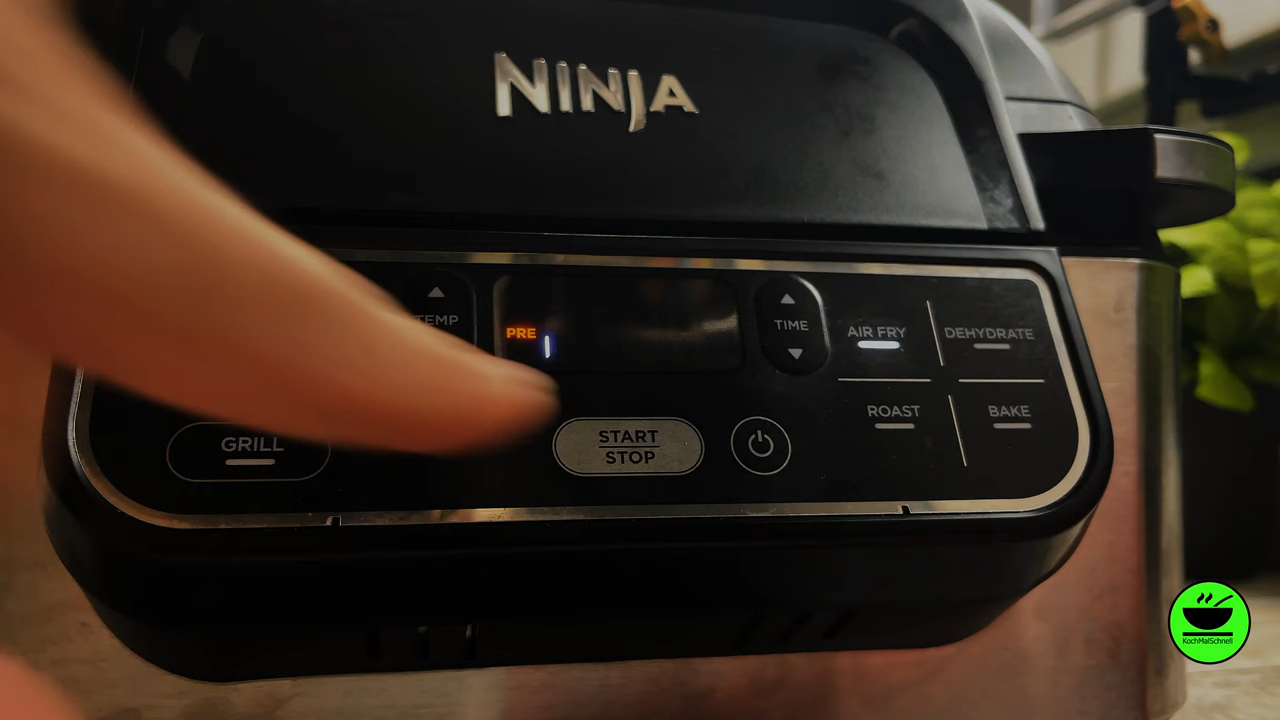 NINJA
TEMP
PRE
TIME
AIR FRY
DEHYDRATE
GRILL
START
STOP
ROAST
BAKE
KochMalSchnell